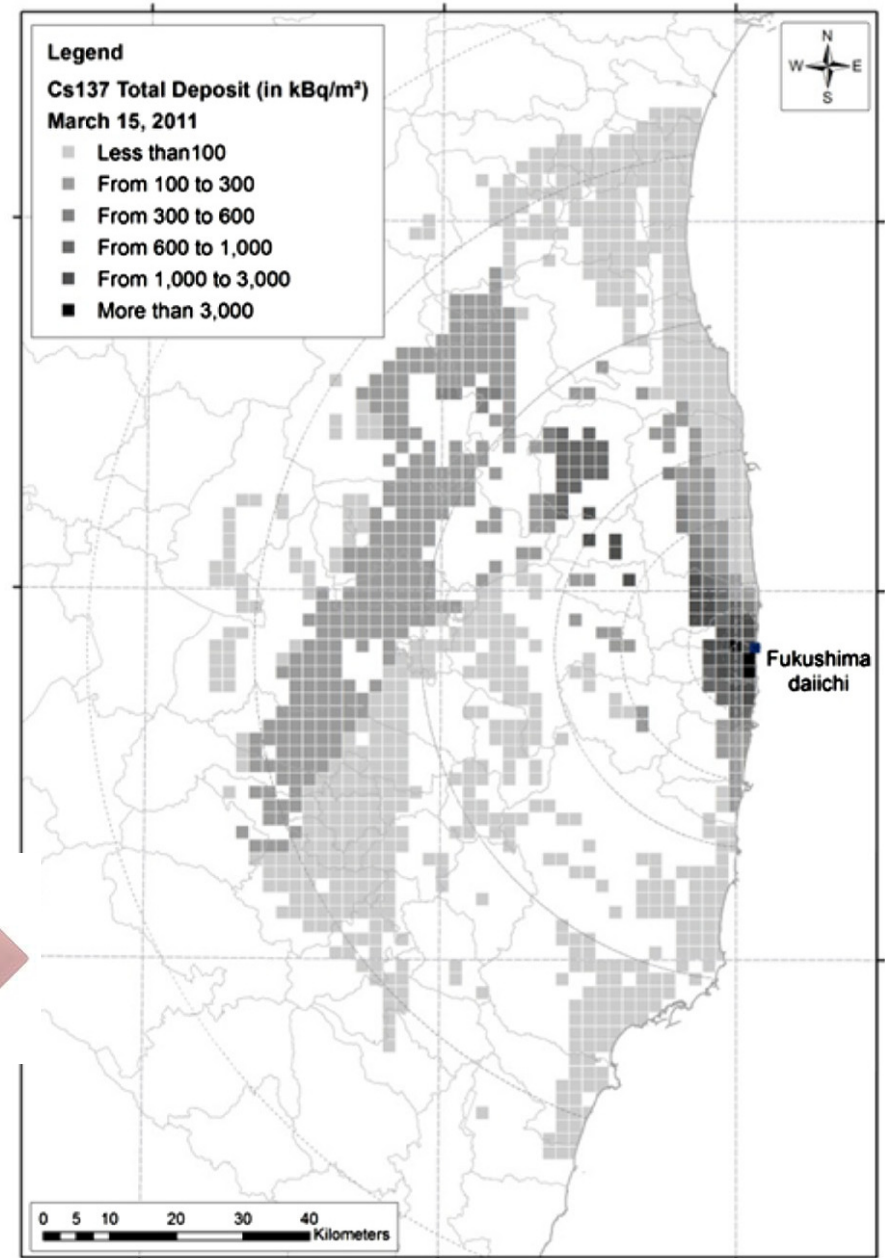 Legend
Cs137 Total Deposit (in kBq/m²)
March 15, 2011
Less than100
From 100 to 300
From 300 to 600
From 600 to 1,000
From 1,000 to 3,000
More than 3,000
N
W E
S
Fukushima
daiichi
0 5 10 20 30 40
Kilometers